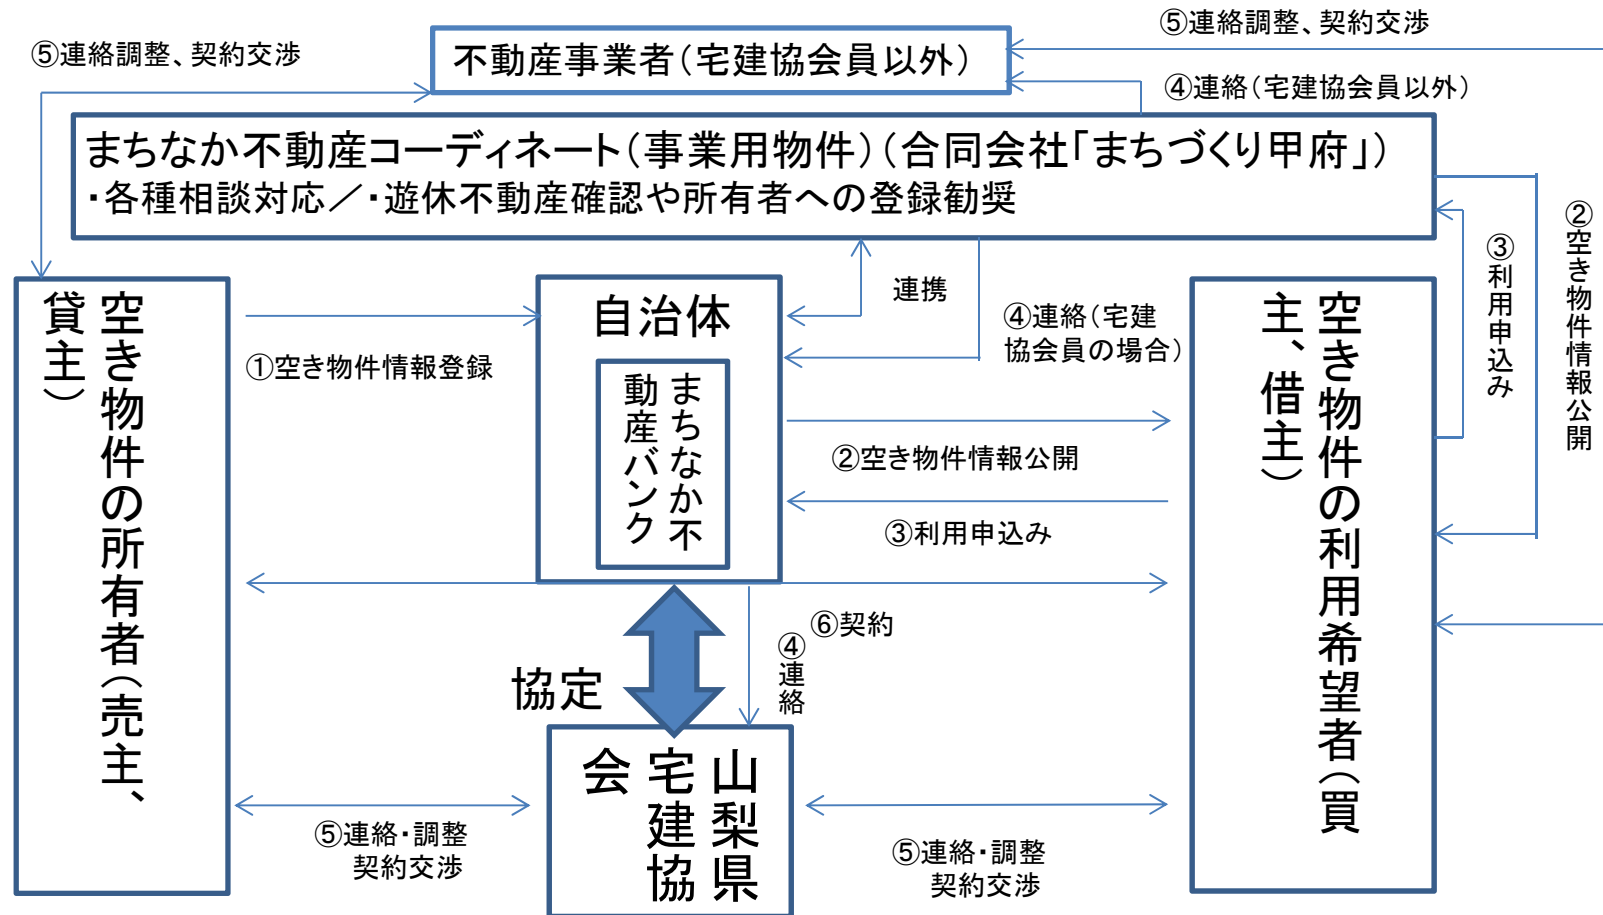 ⑤連絡調整、契約交渉
⑤連絡調整、契約交渉
不動産事業者（宅建協会員以外）
④連絡（宅建協会員以外）
まちなか不動産コーディネート（事業用物件）（合同会社「まちづくり甲府」）
・各種相談対応／・遊休不動産確認や所有者への登録勧奨
②空き物件情報公開
③利用申込み
空き物件の所有者（売主、
貸主）
①空き物件情報登録
自治体
まちなか不
動産バンク
連携
④連絡（宅建
協会員の場合）
②空き物件情報公開
③利用申込み
空き物件の利用希望者（買
主、借主）
⑥契約
④連絡
協定
山梨県
宅建協
会
⑤連絡・調整
契約交渉
⑤連絡・調整
契約交渉